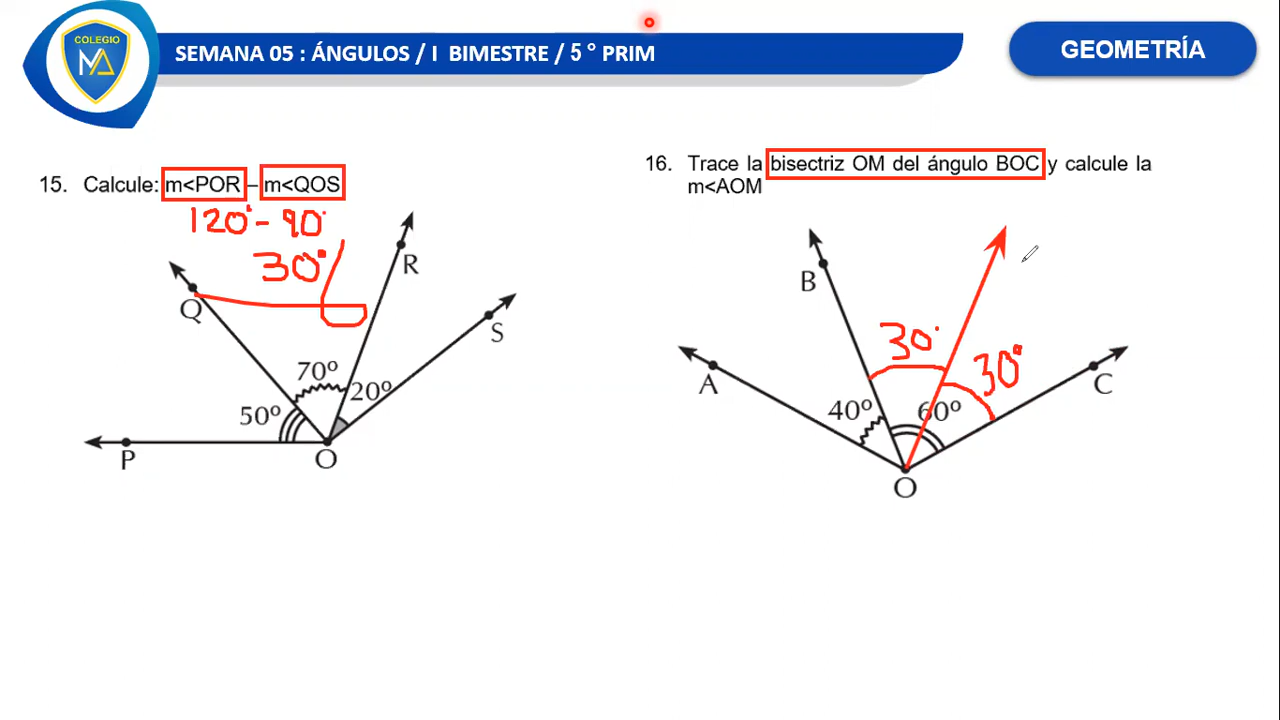 COLEGIO
MA
SEMANA 05 : ÁNGULOS / I BIMESTRE / 5 ° PRIM
GEOMETRÍA
15. Calcule: m<POR – m<QOS
120° - 90°
30°
Q
R
S
70º
20º
50º
P
O
16. Trace la bisectriz OM del ángulo BOC y calcule la
m<AOM
B
30°
30°
A
C
40º
60º
O